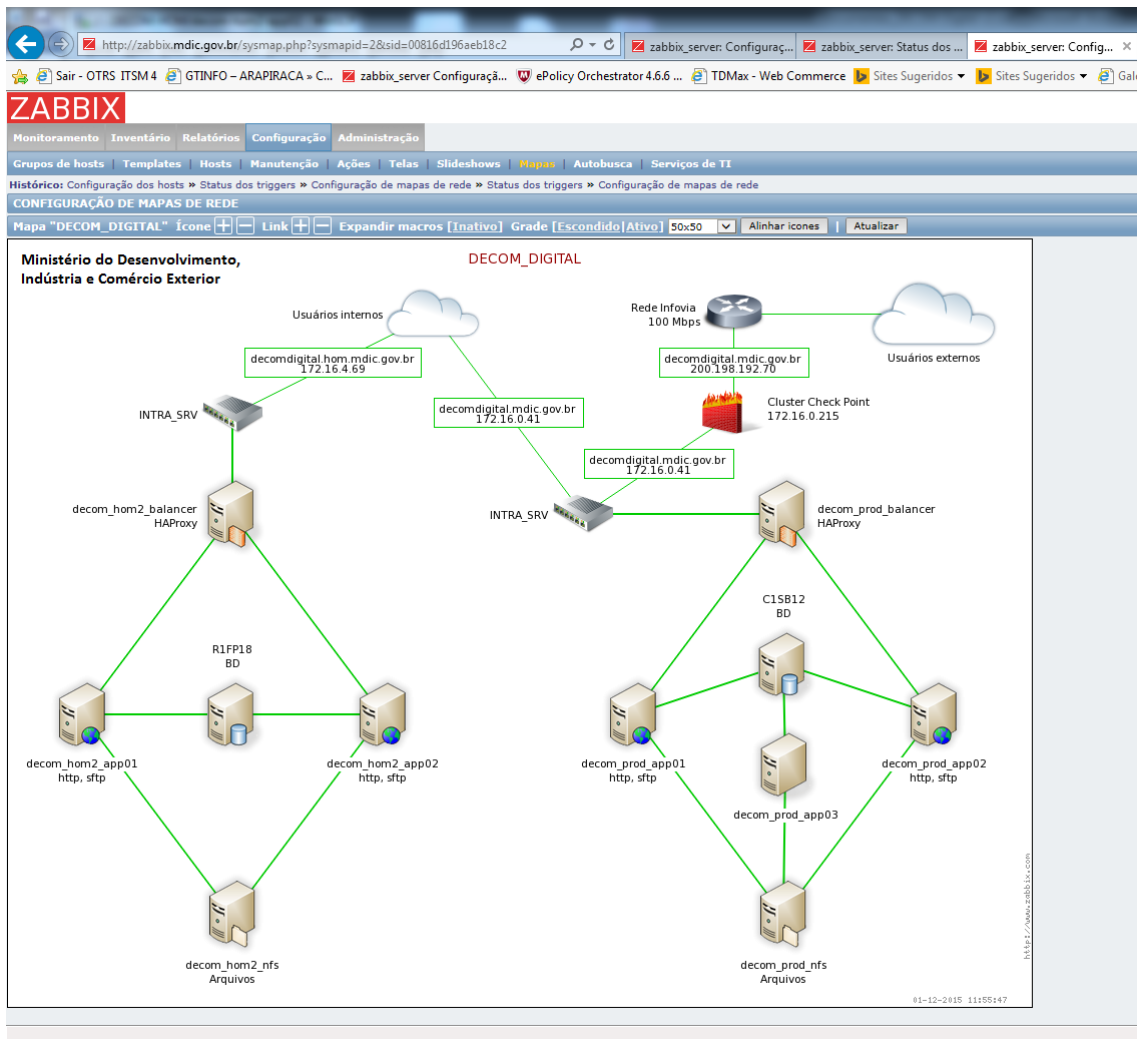 http://zabbix.mdic.gov.br/sysmap.php?sysmapid=2&sid=00816d196aeb18c2
zabbix_server: Configuraç...
zabbix_server: Status dos ...
zabbix_server: Config...
Sair - OTRS ITSM 4
GTINFO – ARAPIRACA » C...
zabbix_server Configuraçã...
ePolicy Orchestrator 4.6.6 ...
TDMax - Web Commerce
Sites Sugeridos
Sites Sugeridos
Gale
ZABBIX
Monitoramento Inventário Relatórios Configuração Administração
Grupos de hosts | Templates | Hosts | Manutenção | Ações | Telas | Slideshows | Mapas | Autobusca | Serviços de TI
Histórico: Configuração dos hosts » Status dos triggers » Configuração de mapas de rede » Status dos triggers » Configuração de mapas de rede
CONFIGURAÇÃO DE MAPAS DE REDE
Mapa "DECOM_DIGITAL" Ícone Link Expandir macros [Inativo] Grade [Escondido|Ativo] 50x50 Alinhar icones | Atualizar
Ministério do Desenvolvimento,
Indústria e Comércio Exterior
DECOM_DIGITAL
Usuários internos
Rede Infovia
100 Mbps
Usuários externos
decomdigital.hom.mdic.gov.br
172.16.4.69
decomdigital.mdic.gov.br
200.198.192.70
INTRA_SRV
decomdigital.mdic.gov.br
172.16.0.41
Cluster Check Point
172.16.0.215
decomdigital.mdic.gov.br
172.16.0.41
decom_hom2_balancer
HAProxy
INTRA_SRV
decom_prod_balancer
HAProxy
C1SB12
BD
R1FP18
BD
decom_hom2_app01
http, sftp
decom_hom2_app02
http, sftp
decom_prod_app01
http, sftp
decom_prod_app02
http, sftp
decom_prod_app03
decom_hom2_nfs
Arquivos
decom_prod_nfs
Arquivos
http://www.zabbix.com
01-12-2015 11:55:47